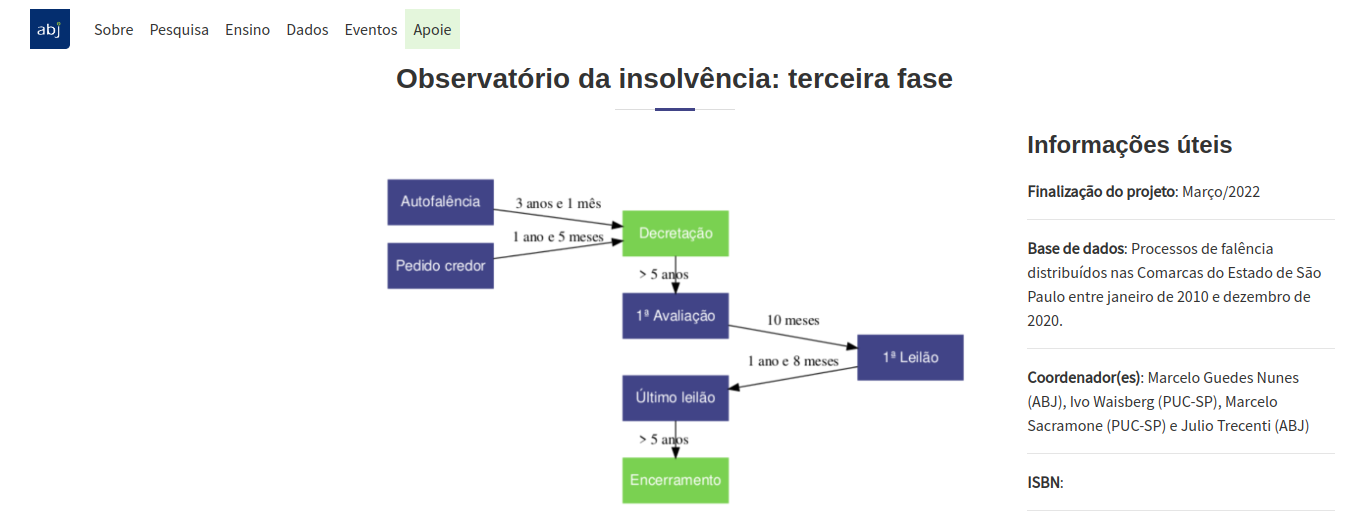 abj Sobre Pesquisa Ensino Dados Eventos Apoie
Observatório da insolvência: terceira fase
Autofalência
3 anos e 1 mês
Pedido credor
1 ano e 5 meses
Decretação
> 5 anos
1ª Avaliação
10 meses
1ª Leilão
1 ano e 8 meses
Último leilão
> 5 anos
Encerramento
Informações úteis
Finalização do projeto: Março/2022
Base de dados: Processos de falência
distribuídos nas Comarcas do Estado de São
Paulo entre janeiro de 2010 e dezembro de
2020.
Coordenador(es): Marcelo Guedes Nunes
(ABJ), Ivo Waisberg (PUC-SP), Marcelo
Sacramone (PUC-SP) e Julio Trecenti (ABJ)
ISBN: